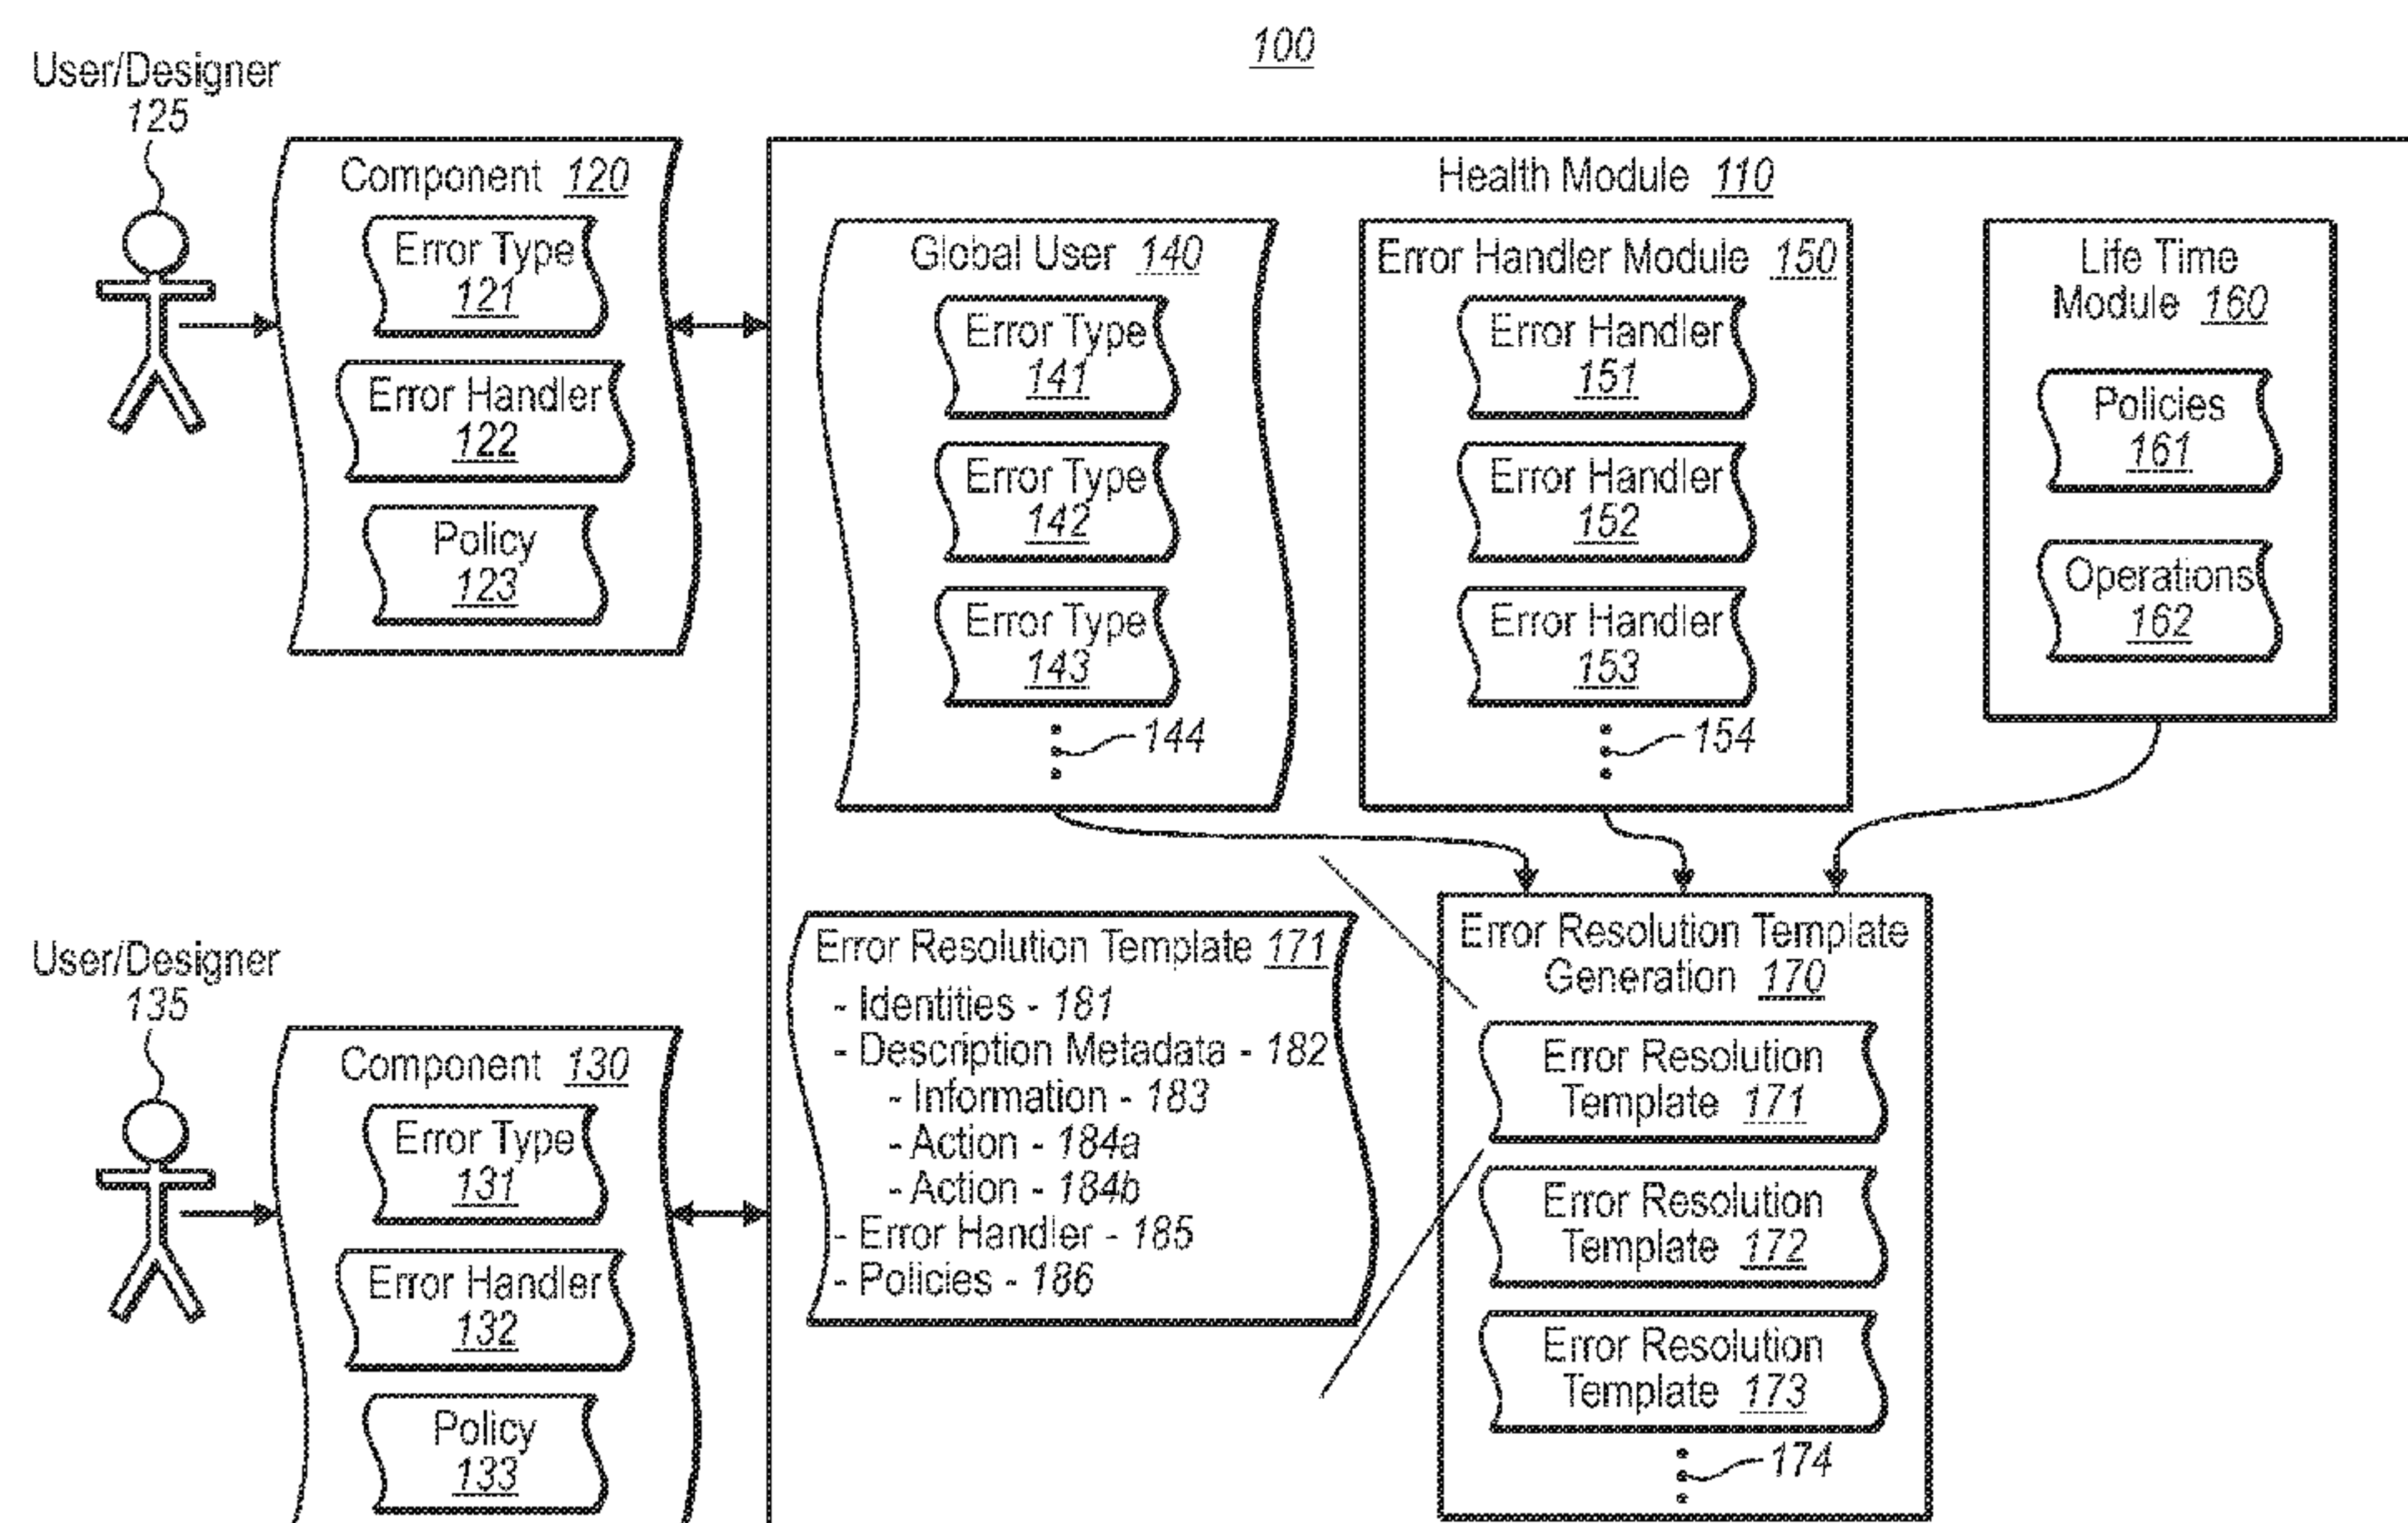 100
User/Designer
125
Component 120
Error Type
121
Error Handler
122
Policy
123
Health Module 110
Global User 140
Error Type
141
Error Type
142
Error Type
143
144
Error Handler Module 150
Error Handler
151
Error Handler
152
Error Handler
153
154
Life Time
Module 160
Policies
161
Operations
162
User/Designer
135
Component 130
Error Type
131
Error Handler
132
Policy
133
Error Resolution Template 171
- Identities - 181
- Description Metadata - 182
- Information - 183
- Action - 184a
- Action - 184b
- Error Handler - 185
- Policies - 186
Error Resolution Template
Generation 170
Error Resolution
Template 171
Error Resolution
Template 172
Error Resolution
Template 173
174